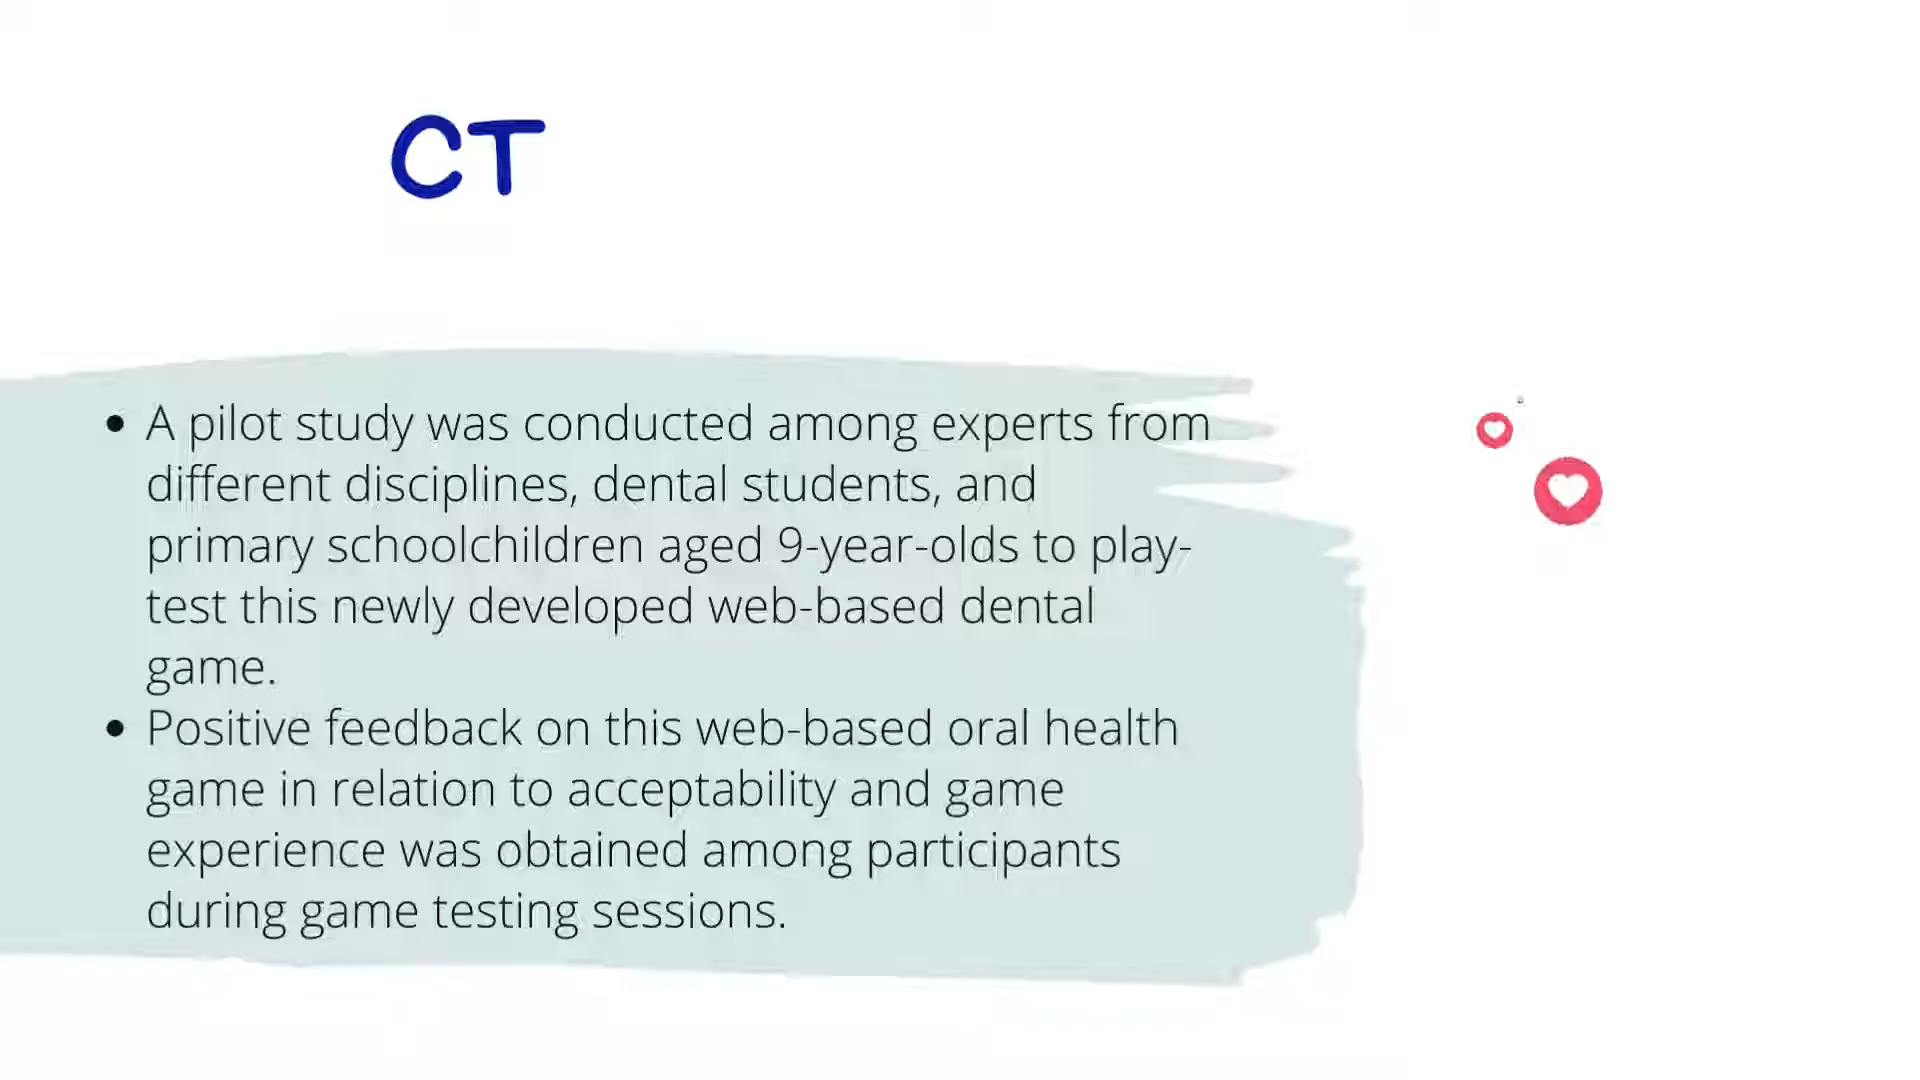 CT
• A pilot study was conducted among experts from
different disciplines, dental students, and
primary schoolchildren aged 9-year-olds to play-
test this newly developed web-based dental
game.
• Positive feedback on this web-based oral health
game in relation to acceptability and game
experience was obtained among participants
during game testing sessions.